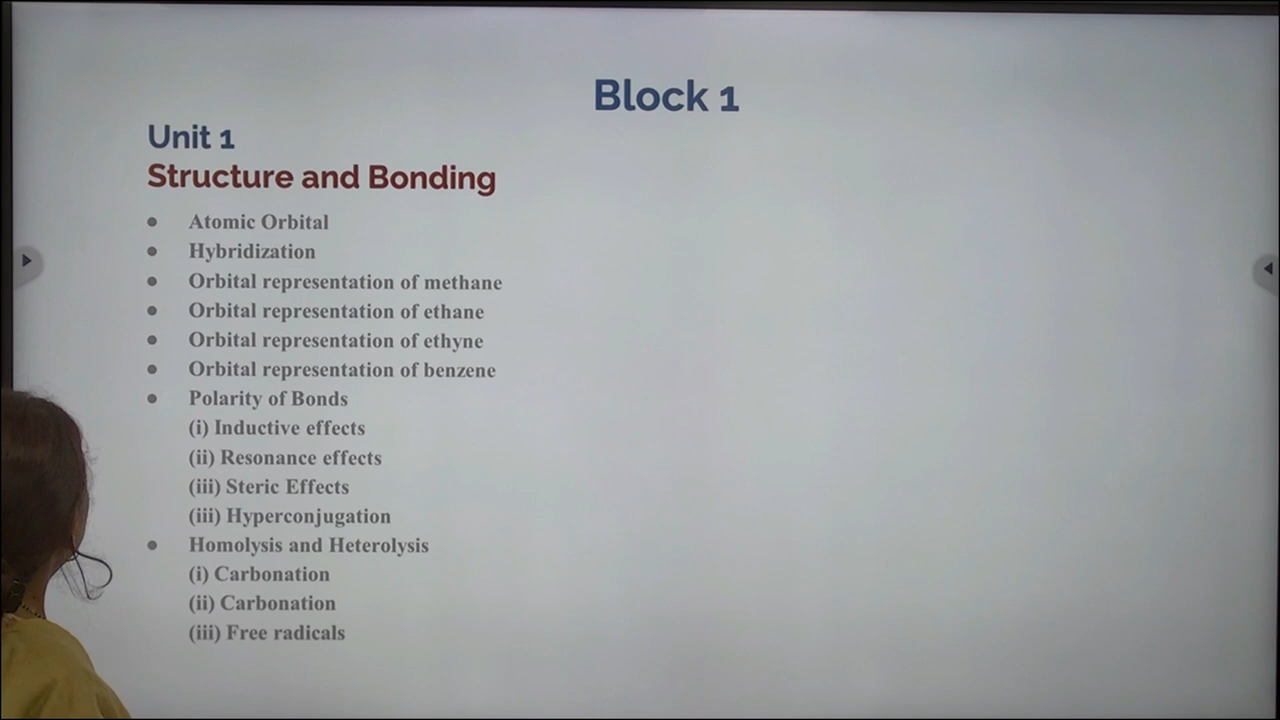 Block 1
Unit 1
Structure and Bonding
● Atomic Orbital
● Hybridization
● Orbital representation of methane
● Orbital representation of ethane
● Orbital representation of ethyne
● Orbital representation of benzene
● Polarity of Bonds
(i) Inductive effects
(ii) Resonance effects
(iii) Steric Effects
(iii) Hyperconjugation
● Homolysis and Heterolysis
(i) Carbonation
(ii) Carbonation
(iii) Free radicals